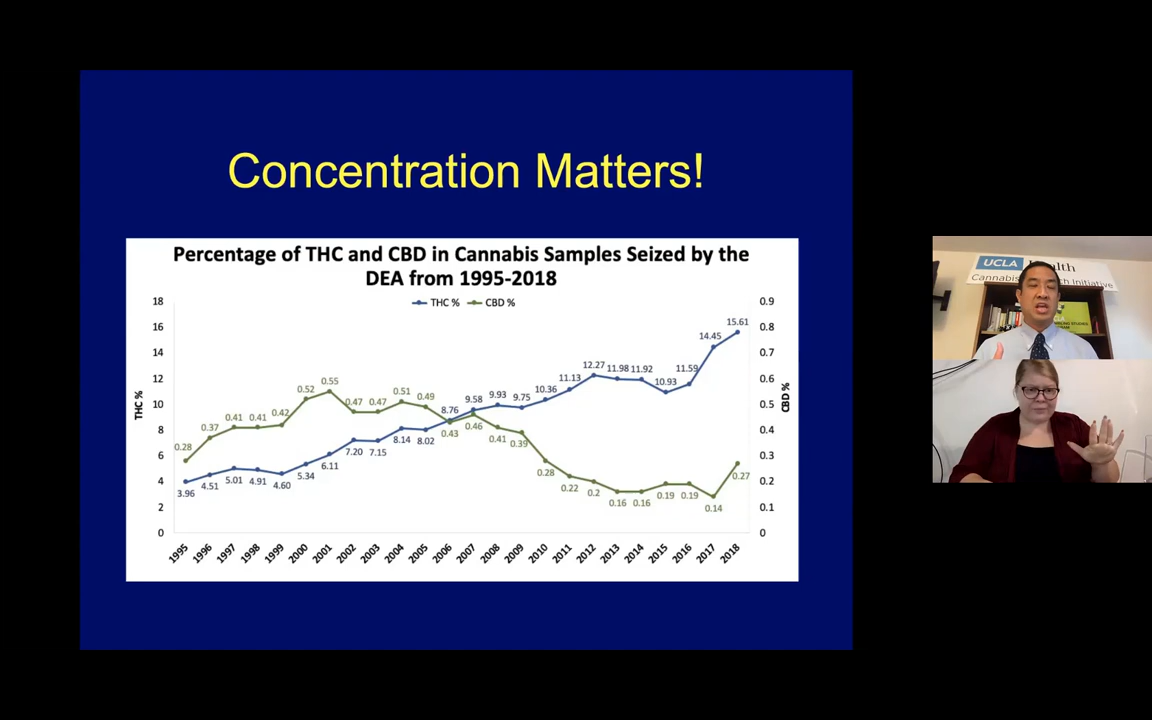 Concentration Matters!
Percentage of THC and CBD in Cannabis Samples Seized by the
DEA from 1995-2018
THC % CBD %
18
16
14
12
10
8
6
4
2
0
THC %
0.9
0.8
0.7
0.6
0.5
0.4
0.3
0.2
0.1
0
CBD %
0.28 0.37 0.41 0.41 0.42 0.52 0.55 0.47 0.47 0.51 0.49 0.43 0.46 0.41 0.39 0.28 0.22 0.2 0.16 0.16 0.19 0.19 0.14 0.27
3.96 4.51 5.01 4.91 4.60 5.34 6.11 7.20 7.15 8.14 8.02 8.76 9.58 9.93 9.75 10.36 11.13 12.27 11.98 11.92 10.93 11.59 14.45 15.61
1995 1996 1997 1998 1999 2000 2001 2002 2003 2004 2005 2006 2007 2008 2009 2010 2011 2012 2013 2014 2015 2016 2017 2018
UCLA
Cannabis Initiative